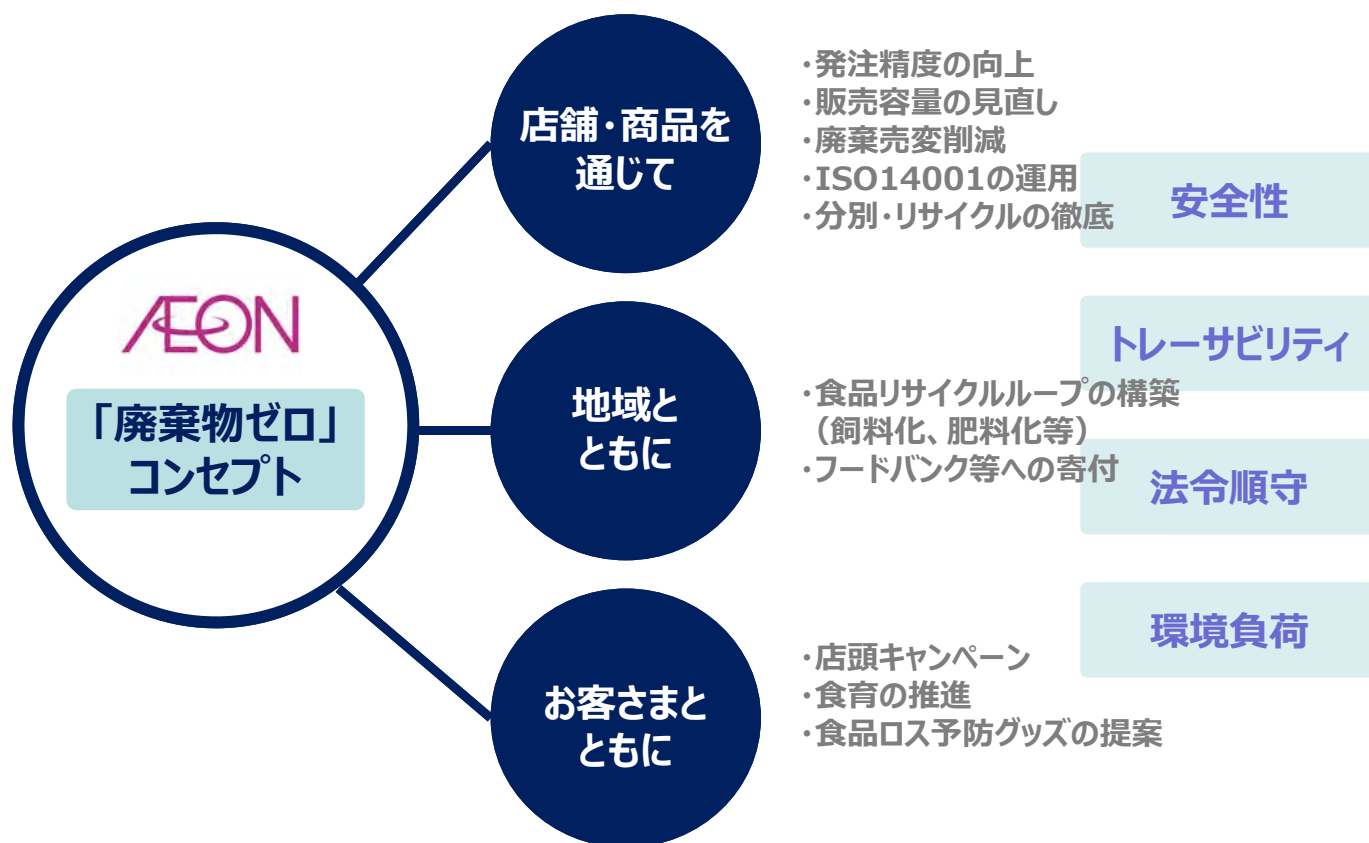 ÆON
「廃棄物ゼロ」
コンセプト
店舗・商品を
通じて
・発注精度の向上
・販売容量の見直し
・廃棄売変削減
・ISO14001の運用
・分別・リサイクルの徹底
地域と
ともに
・食品リサイクルループの構築
（飼料化、肥料化等）
・フードバンク等への寄付
お客さまと
ともに
・店頭キャンペーン
・食育の推進
・食品ロス予防グッズの提案
安全性
トレーサビリティ
法令順守
環境負荷